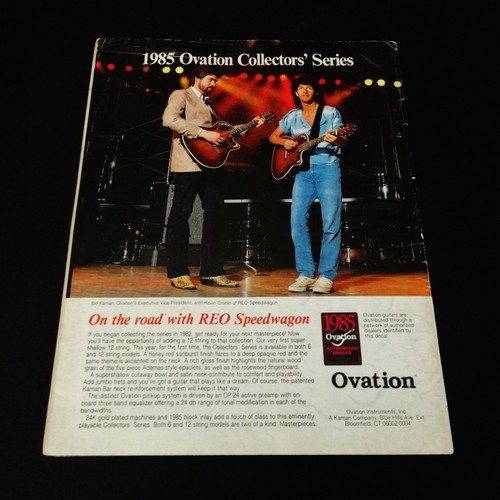 1985 Ovation Collectors' Series
Bill Kaman, Ovation's Executive Vice President, with Kevin Cronin of REO Speedwagon
On the road with REO Speedwagon
If you began collecting the series in 1982, get ready for your next masterpiece! Now
you'll have the opportunity of adding a 12 string to that collection. Our very first super-
shallow 12 string. This year, for the first time, the Collectors' Series is available in both 6
and 12 string models. A honey-red sunburst finish flares to a deep opaque red and the
same theme is accented on the neck. A rich gloss finish highlights the natural wood
grain of the five piece Adamas-style epaulets, as well as the rosewood fingerboard.
A supershallow cutaway bowl and satin neck contribute to comfort and playability.
Add jumbo frets and you've got a guitar that plays like a dream. Of course, the patented
Kaman Bar neck re-inforcement system will keep it that way.
The distinct Ovation pickup system is driven by an OP-24 active preamp with on-
board three band equalizer offering a 24 db range of tonal modification in each of the
bandwidths.
24K gold plated machines and 1985 block inlay add a touch of class to this eminently
playable Collectors' Series. Both 6 and 12 string models are two of a kind. Masterpieces.
1985
Ovation
DEALER
Ovation guitars are
distributed through a
network of authorized
dealers identified by
this decal.
Ovation
Ovation Instruments, Inc.
A Kaman Company, Blue Hills Ave. Ext.
Bloomfield, CT 06002-0004